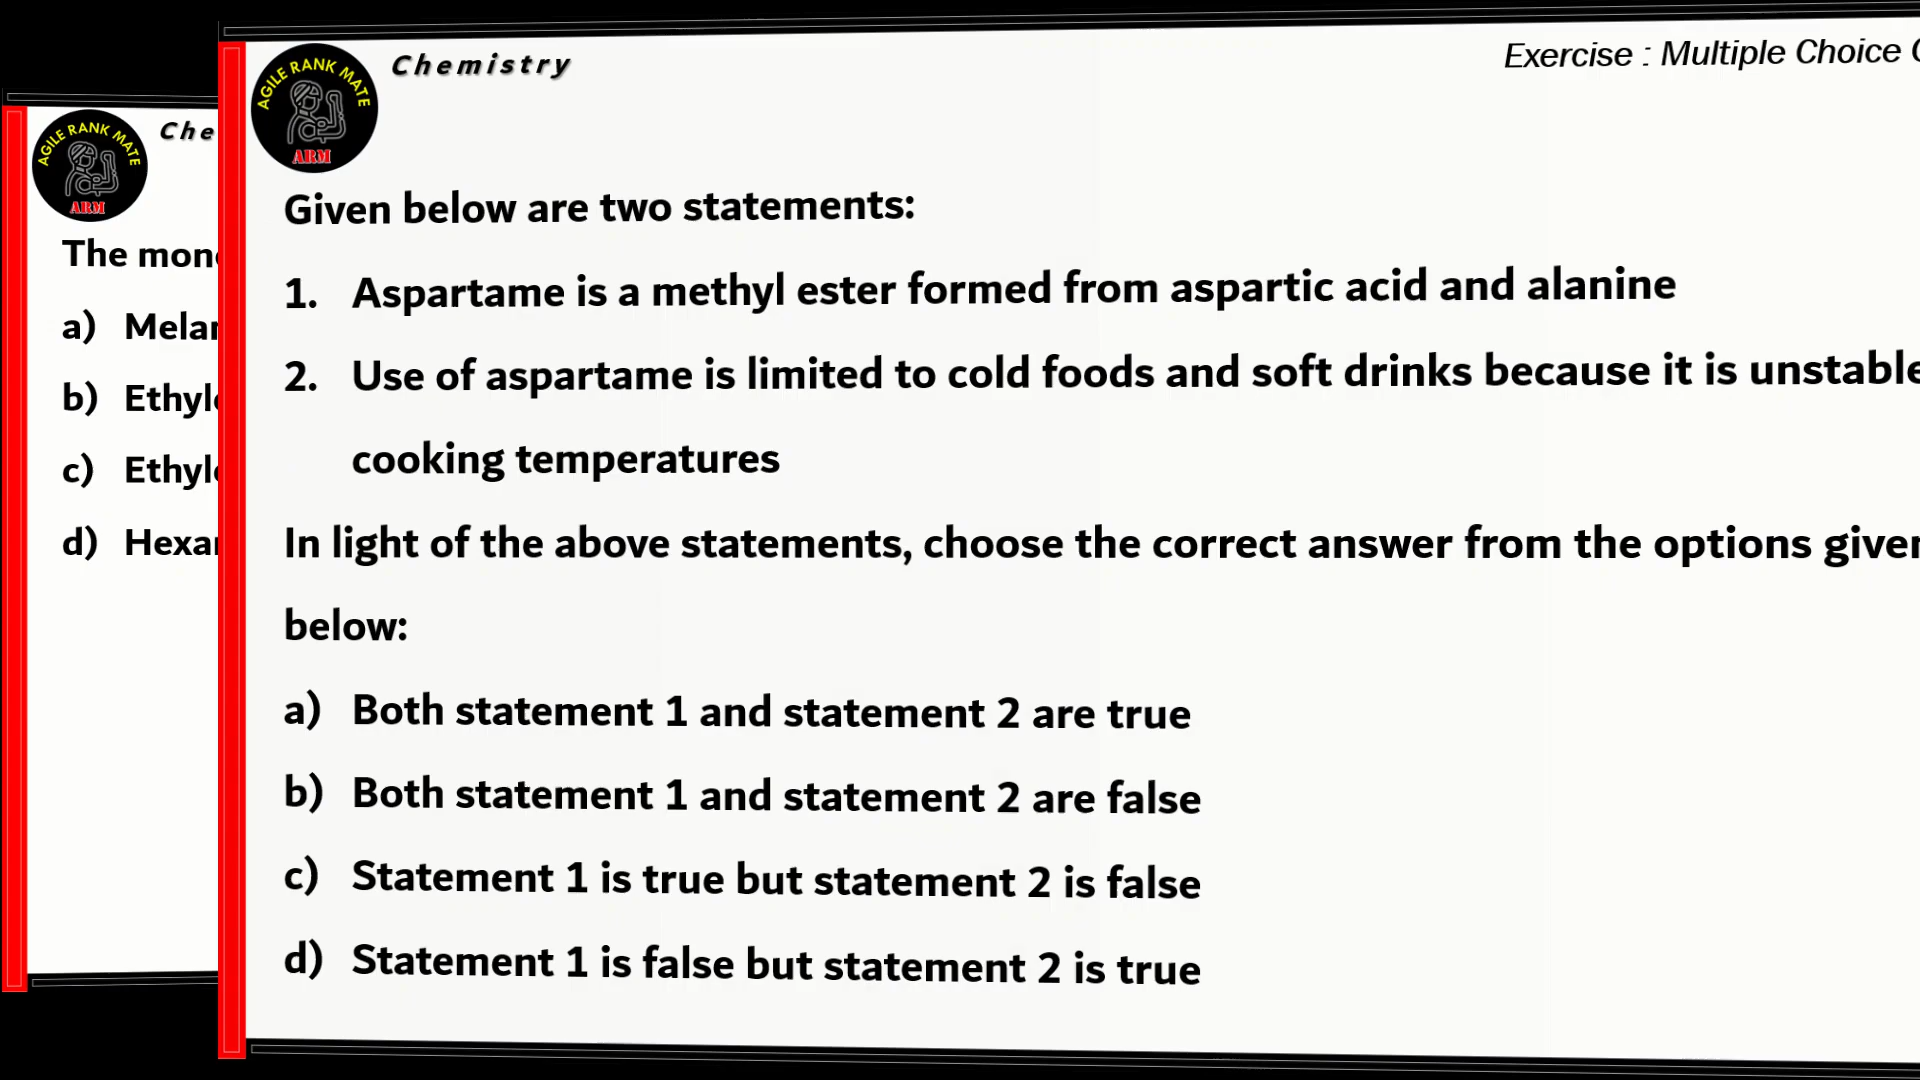 AGILE RANK MATE
ARM
Che
The mon
a) Mela
b) Ethyl
c) Ethyl
d) Hexa
AGILE RANK MATE
ARM
Chemistry
Exercise : Multiple Choice
Given below are two statements:
1. Aspartame is a methyl ester formed from aspartic acid and alanine
2. Use of aspartame is limited to cold foods and soft drinks because it is unstable
cooking temperatures
In light of the above statements, choose the correct answer from the options given
below:
a) Both statement 1 and statement 2 are true
b) Both statement 1 and statement 2 are false
c) Statement 1 is true but statement 2 is false
d) Statement 1 is false but statement 2 is true